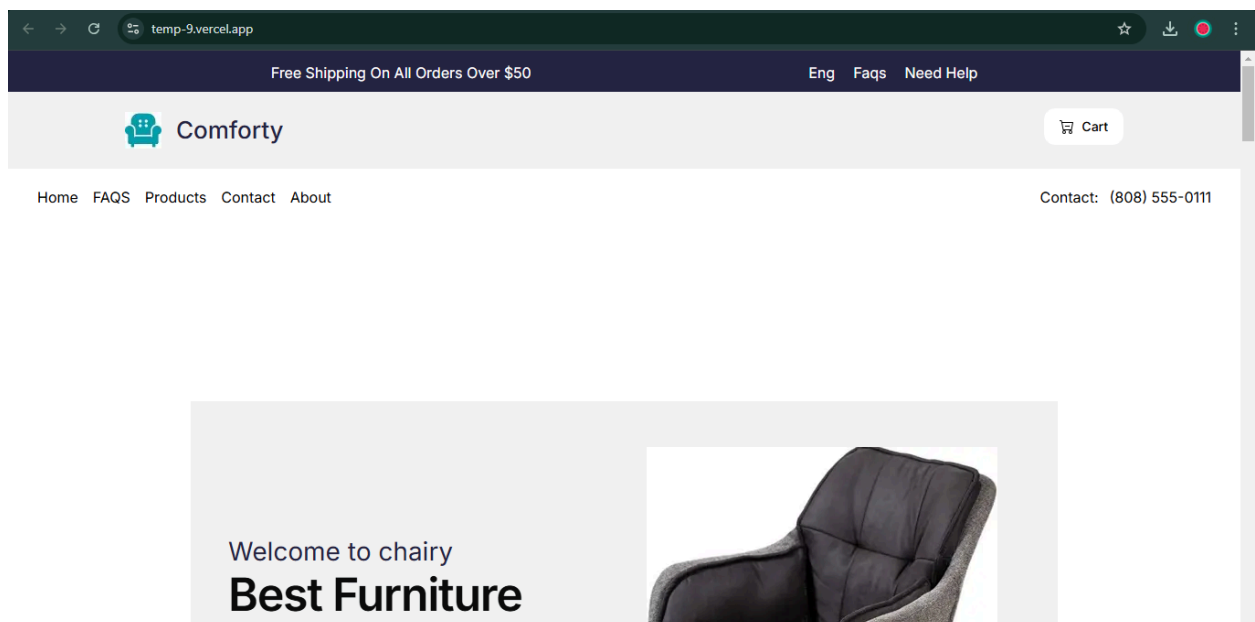 temp-9.vercel.app
Free Shipping On All Orders Over $50 Eng Faqs Need Help
Comforty Cart
Home FAQS Products Contact About Contact: (808) 555-0111
Welcome to chairy
Best Furniture